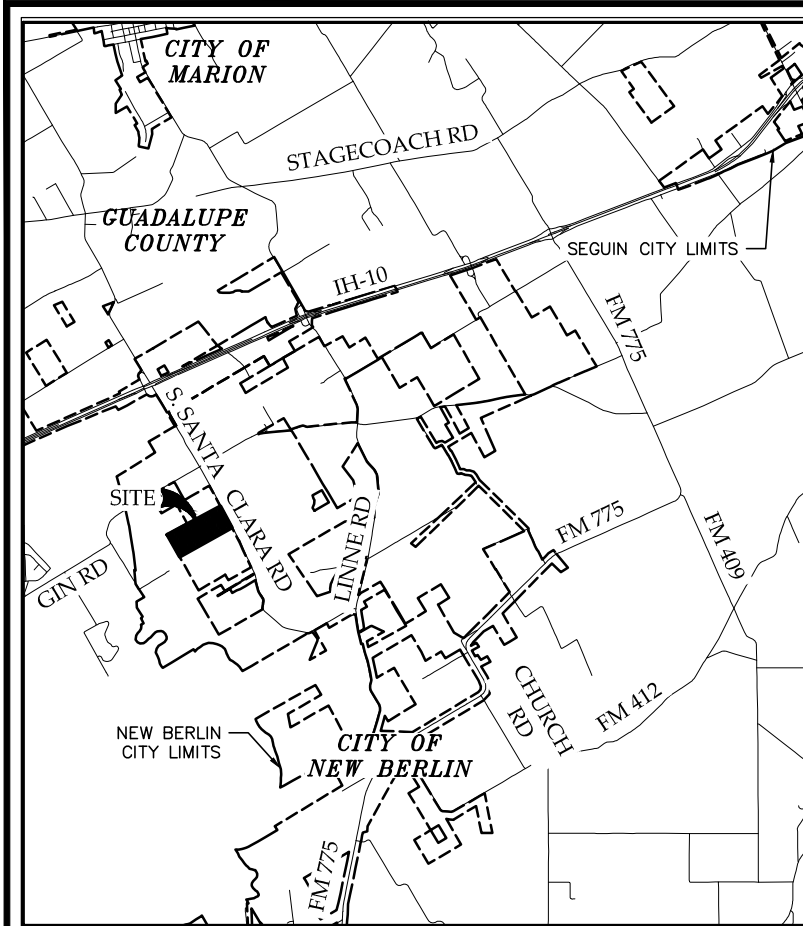 CITY OF
MARION
STAGECOACH RD
GUADALUPE
COUNTY
SEGUIN CITY LIMITS
IH-10
FM 775
S. SANTA CLARA RD
SITE
LINNE RD
FM 775
FM 409
GIN RD
CHURCH
RD
FM 412
NEW BERLIN
CITY LIMITS
CITY OF
NEW BERLIN
FM 775